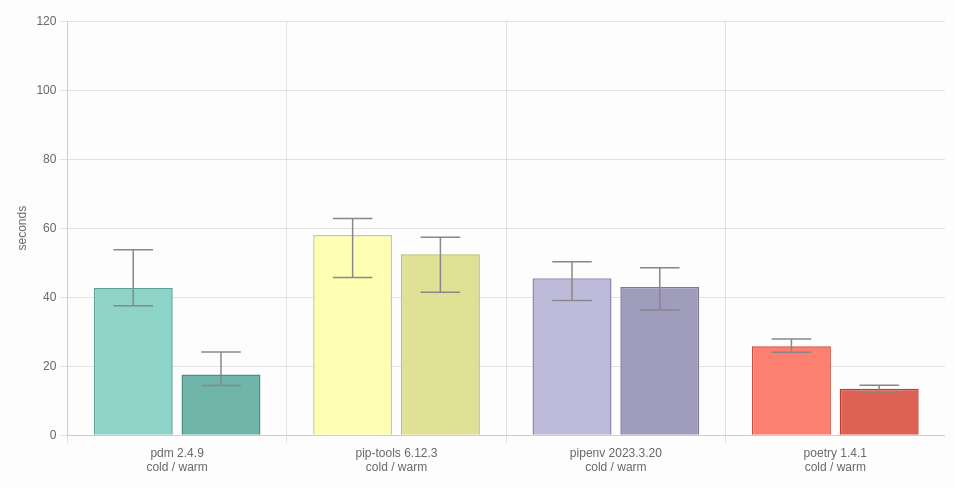 120
100
80
60
40
20
0
seconds
pdm 2.4.9
cold / warm
pip-tools 6.12.3
cold / warm
pipenv 2023.3.20
cold / warm
poetry 1.4.1
cold / warm